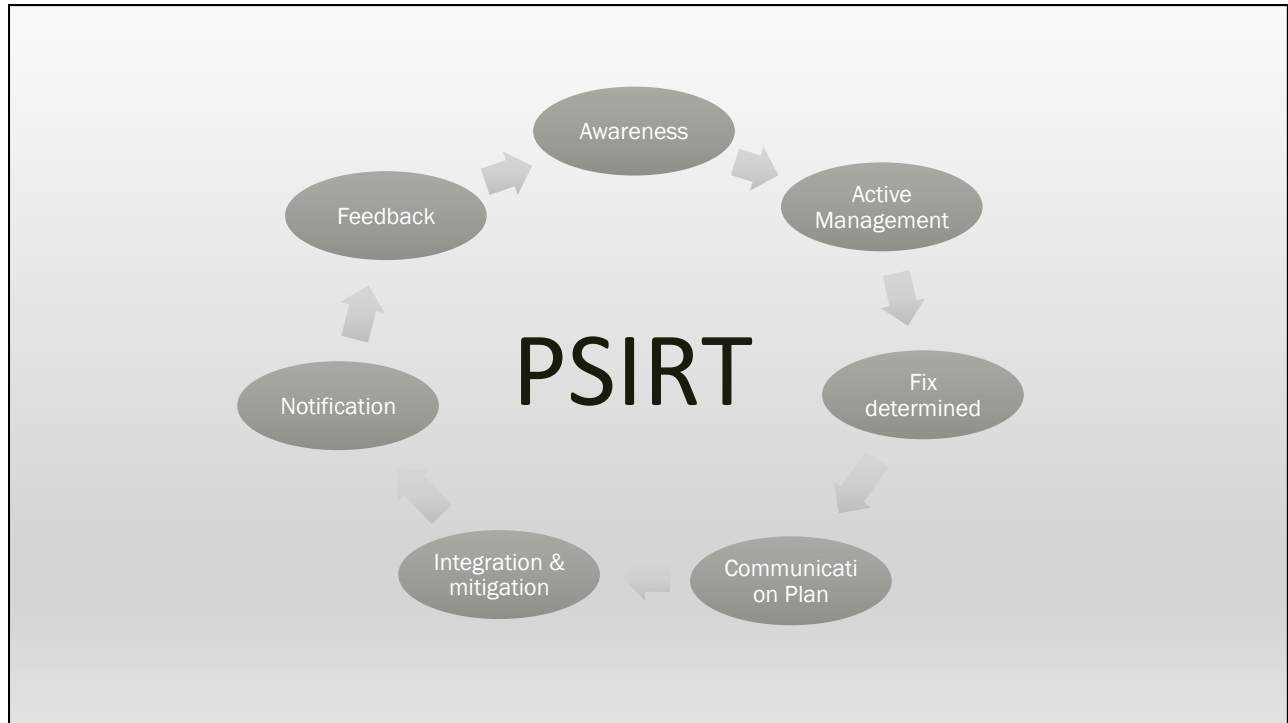 Awareness
Active
Management
Feedback
PSIRT
Fix
determined
Notification
Integration &
mitigation
Communicati
on Plan